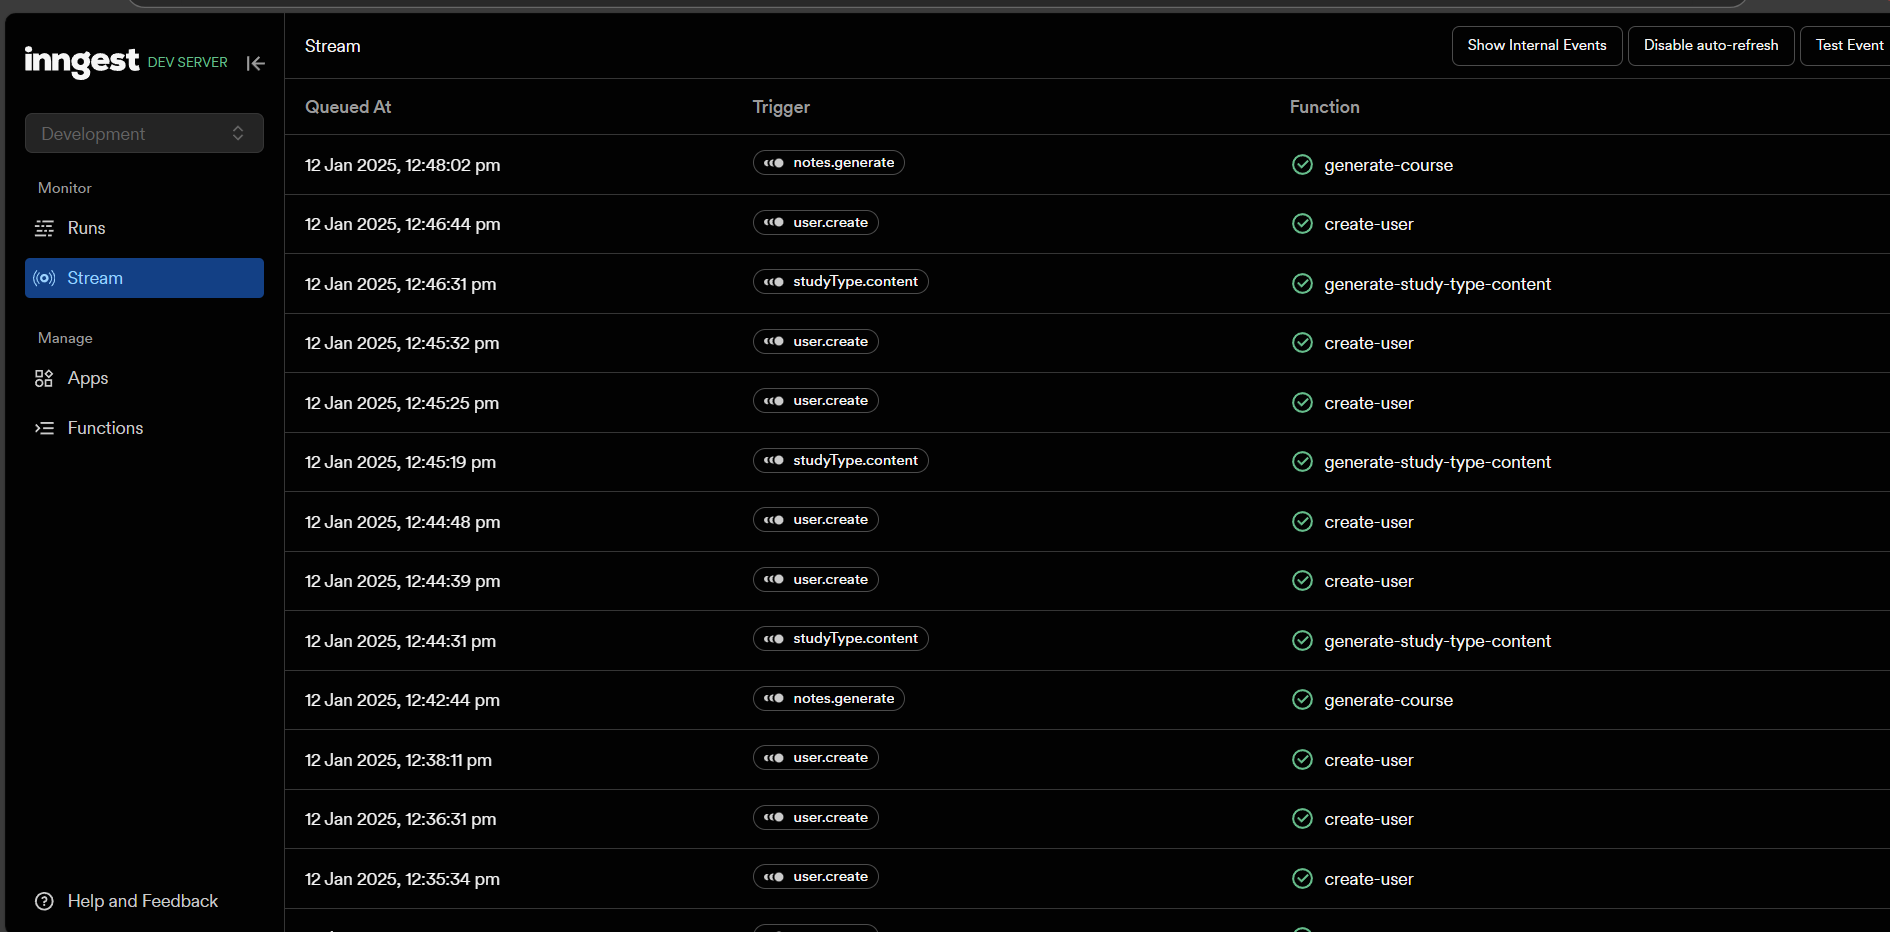 inngest DEV SERVER
Development
Monitor
Runs
Stream
Manage
Apps
Functions
Help and Feedback
Stream
Show Internal Events
Disable auto-refresh
Test Event
Queued At Trigger Function
12 Jan 2025, 12:48:02 pm notes.generate generate-course
12 Jan 2025, 12:46:44 pm user.create create-user
12 Jan 2025, 12:46:31 pm studyType.content generate-study-type-content
12 Jan 2025, 12:45:32 pm user.create create-user
12 Jan 2025, 12:45:25 pm user.create create-user
12 Jan 2025, 12:45:19 pm studyType.content generate-study-type-content
12 Jan 2025, 12:44:48 pm user.create create-user
12 Jan 2025, 12:44:39 pm user.create create-user
12 Jan 2025, 12:44:31 pm studyType.content generate-study-type-content
12 Jan 2025, 12:42:44 pm notes.generate generate-course
12 Jan 2025, 12:38:11 pm user.create create-user
12 Jan 2025, 12:36:31 pm user.create create-user
12 Jan 2025, 12:35:34 pm user.create create-user